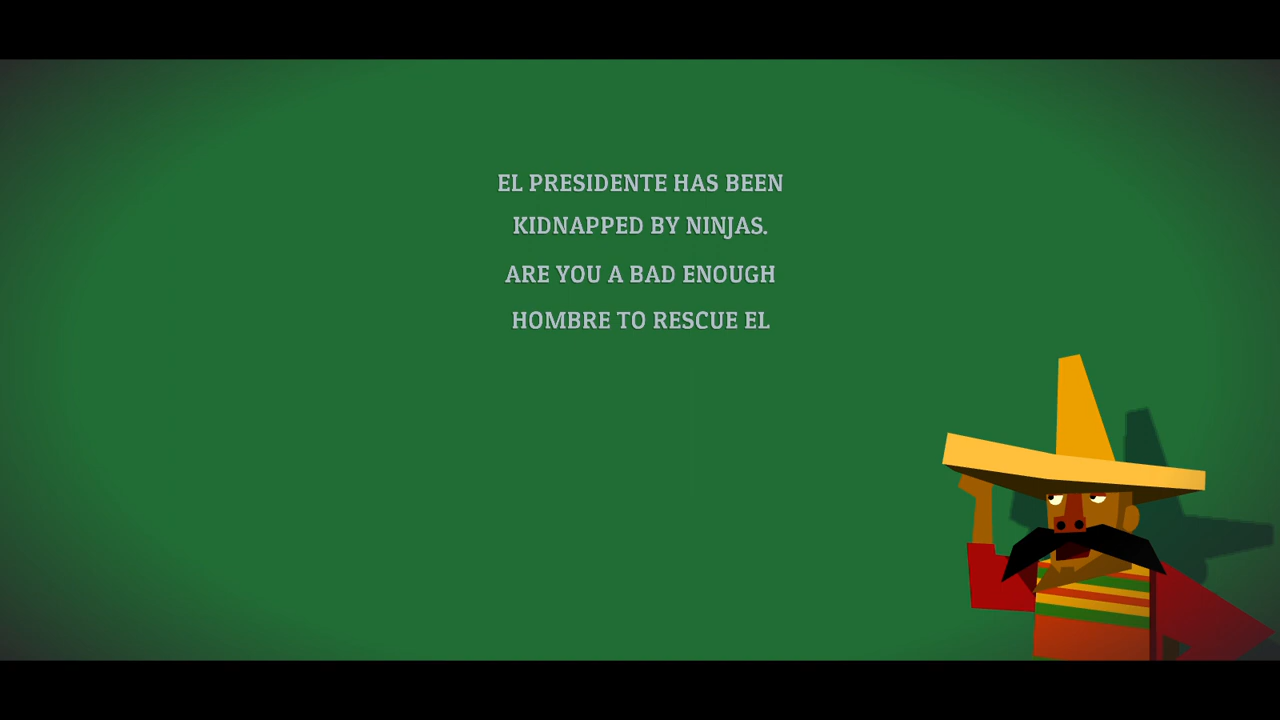 EL PRESIDENTE HAS BEEN
KIDNAPPED BY NINJAS.
ARE YOU A BAD ENOUGH
HOMBRE TO RESCUE EL